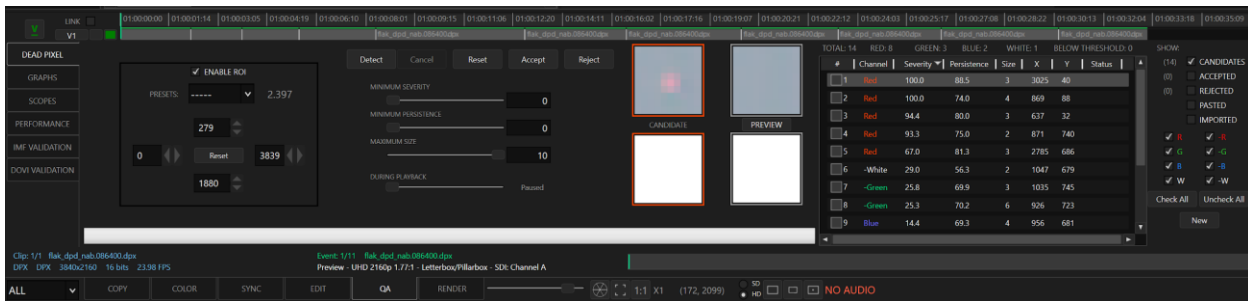 LINK
01:00:00:00 01:00:01:14 01:00:03:05 01:00:04:19 01:00:06:10 01:00:08:01 01:00:09:15 01:00:11:06 01:00:12:20 01:00:14:11 01:00:16:02 01:00:17:16 01:00:19:07 01:00:20:21 01:00:22:12 01:00:24:03 01:00:25:17 01:00:27:08 01:00:28:22 01:00:30:13 01:00:32:04 01:00:33:18 01:00:35:09
V
V1
flak_dpd_nab.086400.dpx flak_dpd_nab.086400.dpx flak_dpd_nab.086400.dpx flak_dpd_nab.086400.dpx flak_dpd_nab.086400.dpx
DEAD PIXEL
GRAPHS
SCOPES
PERFORMANCE
IMF VALIDATION
DOVI VALIDATION
ENABLE ROI
PRESETS: ----- 2.397
279
0 Reset 3839
1880
Detect Cancel Reset Accept Reject
MINIMUM SEVERITY
0
MINIMUM PERSISTENCE
0
MAXIMUM SIZE
10
DURING PLAYBACK
Paused
CANDIDATE PREVIEW
TOTAL: 14 RED: 8 GREEN: 3 BLUE: 2 WHITE: 1 BELOW THRESHOLD: 0
# Channel Severity Persistence Size X Y Status
1 Red 100.0 88.5 3 3025 40
2 Red 100.0 74.0 4 869 88
3 Red 94.4 80.0 3 637 32
4 Red 93.3 75.0 2 871 740
5 Red 67.0 81.3 3 2785 686
6 -White 29.0 56.3 2 1047 679
7 -Green 25.8 69.9 3 1035 745
8 -Green 25.3 70.2 6 926 723
9 Blue 14.4 69.3 4 956 681
SHOW:
(14) CANDIDATES
(0) ACCEPTED
(0) REJECTED
PASTED
IMPORTED
R -R
G -G
B -B
W -W
Check All Uncheck All
New
Clip: 1/1 flak_dpd_nab.086400.dpx
DPX DPX 3840x2160 16 bits 23.98 FPS
Event: 1/11 flak_dpd_nab.086400.dpx
Preview - UHD 2160p 1.77:1 - Letterbox/Pillarbox - SDI: Channel A
ALL COPY COLOR SYNC EDIT QA RENDER 1:1 X1 (172, 2099) SD HD NO AUDIO